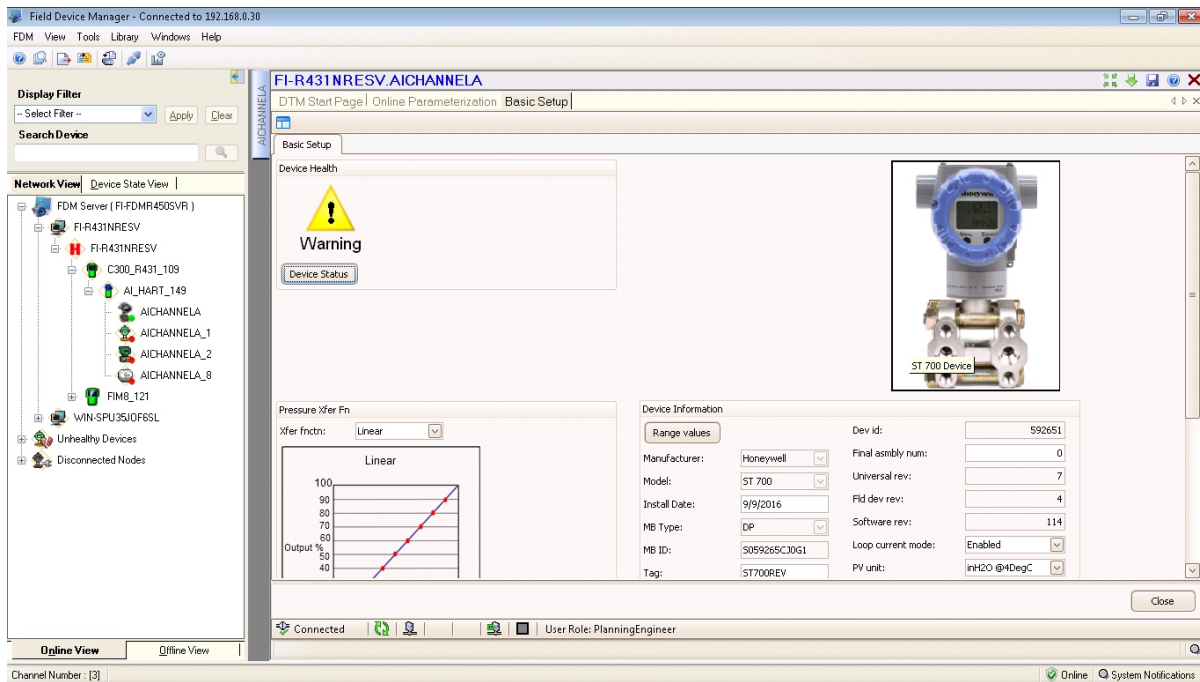 Field Device Manager - Connected to 192.168.0.30
FDM View Tools Library Windows Help
Display Filter
-- Select Filter -- Apply Clear
Search Device
Network View Device State View
FDM Server ( FI-FDMR450SVR )
FI-R431NRESV
FI-R431NRESV
C300_R431_109
AI_HART_149
AICHANNELA
AICHANNELA_1
AICHANNELA_2
AICHANNELA_8
FIM8_121
WIN-SPU35JOF6SL
Unhealthy Devices
Disconnected Nodes
Online View Offline View
AICHANNELA
FI-R431NRESV.AICHANNELA
DTM Start Page Online Parameterization Basic Setup
Basic Setup
Device Health
Warning
Device Status
Honeywell
ST 700 Device
Pressure Xfer Fn
Xfer fnctn: Linear
Linear
100
90
80
70
60
Output %
50
40
Device Information
Range values
Manufacturer: Honeywell
Model: ST 700
Install Date: 9/9/2016
MB Type: DP
MB ID: S059265CJ0G1
Tag: ST700REV
Dev id: 592651
Final asmbly num: 0
Universal rev: 7
Fld dev rev: 4
Software rev: 114
Loop current mode: Enabled
PV unit: inH2O @4DegC
Close
Connected User Role: PlanningEngineer
Channel Number : [3] Online System Notifications